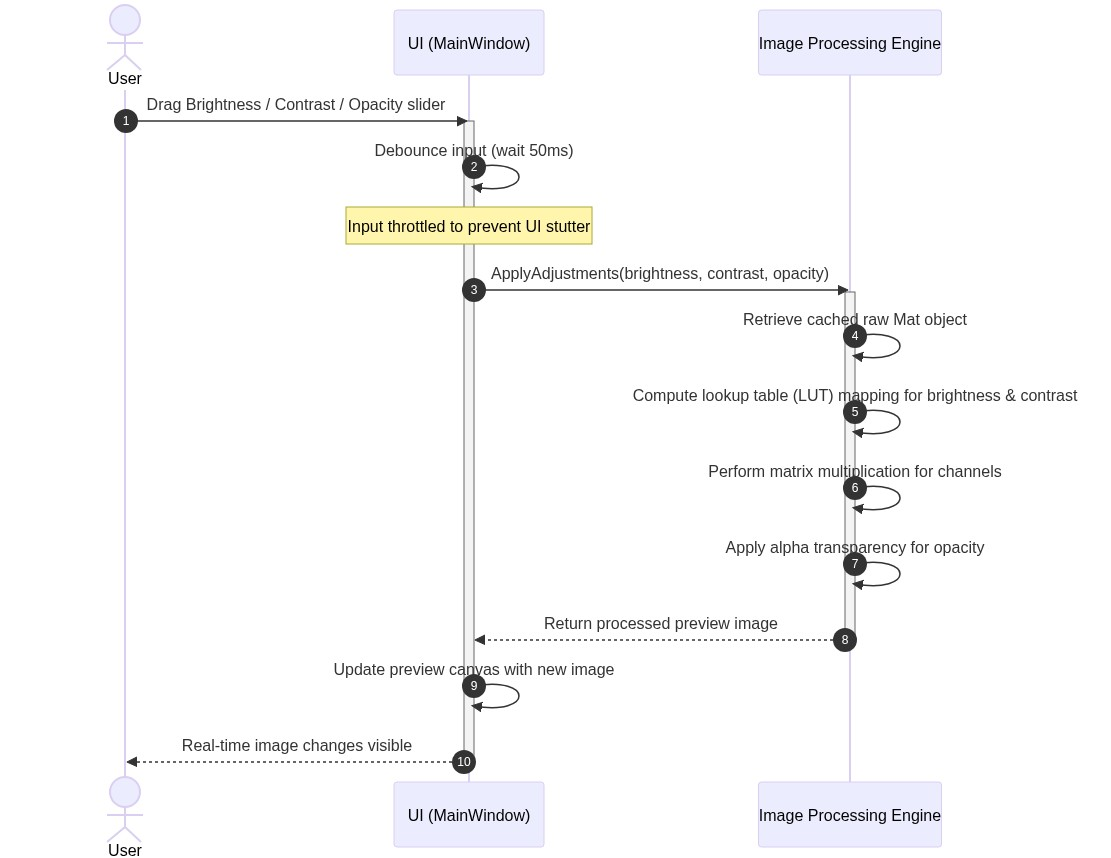 User
UI (MainWindow)
Image Processing Engine
Drag Brightness / Contrast / Opacity slider
1
Debounce input (wait 50ms)
2
Input throttled to prevent UI stutter
ApplyAdjustments(brightness, contrast, opacity)
3
Retrieve cached raw Mat object
4
Compute lookup table (LUT) mapping for brightness & contrast
5
Perform matrix multiplication for channels
6
Apply alpha transparency for opacity
7
Return processed preview image
8
Update preview canvas with new image
9
Real-time image changes visible
10
User
UI (MainWindow)
Image Processing Engine